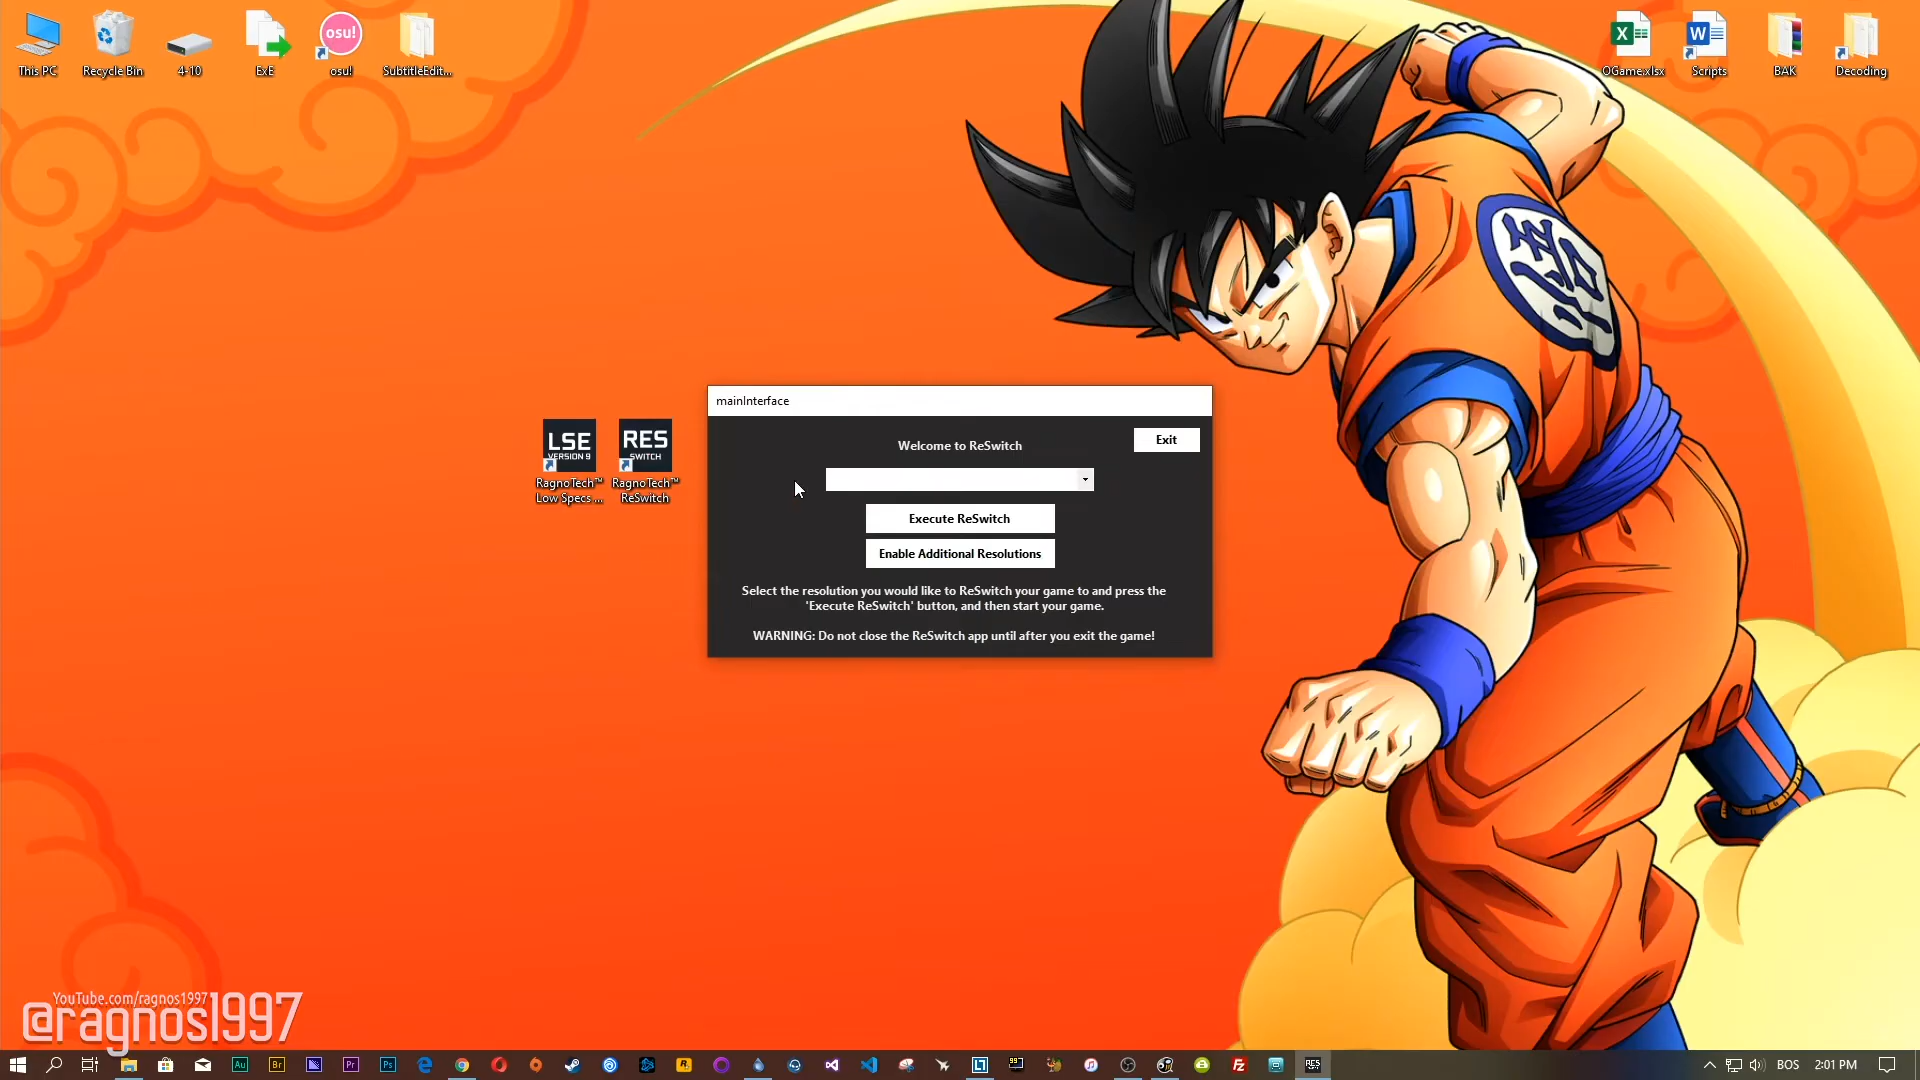 This PC
Recycle Bin
4-10
ExE
osu!
osu!
SubtitleEdit...
OGame.xlsx
Scripts
BAK
Decoding
mainInterface
Welcome to ReSwitch
Exit
Execute ReSwitch
Enable Additional Resolutions
Select the resolution you would like to ReSwitch your game to and press the
'Execute ReSwitch' button, and then start your game.
WARNING: Do not close the ReSwitch app until after you exit the game!
LSE
VERSION 9
RagnoTech™
Low Specs ...
RES
SWITCH
RagnoTech™
ReSwitch
YouTube.com/ragnos1997
@ragnos1997
Au
Br
Pr
Ps
BOS
2:01 PM